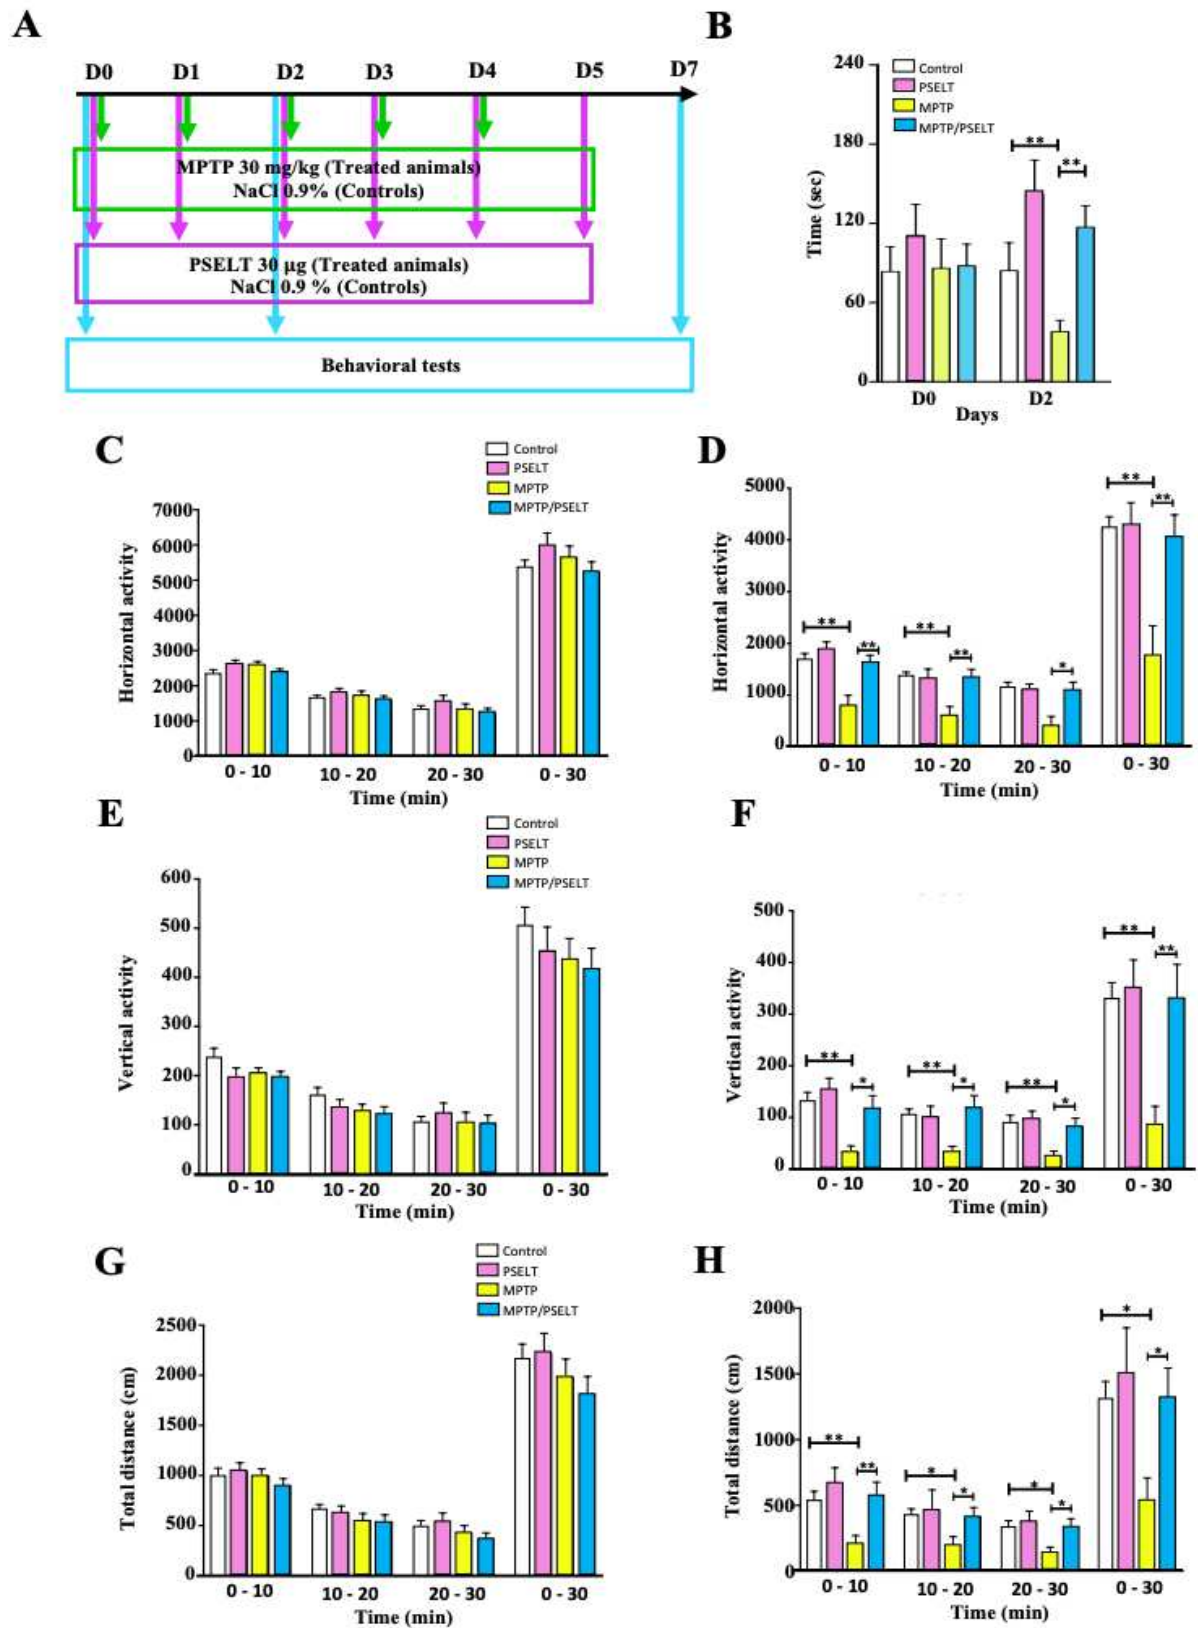 A
D0 D1 D2 D3 D4 D5 D7
MPTP 30 mg/kg (Treated animals)
NaCl 0.9% (Controls)
PSELT 30 µg (Treated animals)
NaCl 0.9 % (Controls)
Behavioral tests
B
Control
PSELT
MPTP
MPTP/PSELT
240
180
120
60
0
Time (sec)
** **
D0 D2
Days
C
Control
PSELT
MPTP
MPTP/PSELT
7000
6000
5000
4000
3000
2000
1000
0
Horizontal activity
0 - 10 10 - 20 20 - 30 0 - 30
Time (min)
D
5000
4000
3000
2000
1000
0
Horizontal activity
** ** ** ** * ** **
0 - 10 10 - 20 20 - 30 0 - 30
Time (min)
E
Control
PSELT
MPTP
MPTP/PSELT
600
500
400
300
200
100
0
Vertical activity
0 - 10 10 - 20 20 - 30 0 - 30
Time (min)
F
500
400
300
200
100
0
Vertical activity
** * ** * ** * ** **
0 - 10 10 - 20 20 - 30 0 - 30
Time (min)
G
Control
PSELT
MPTP
MPTP/PSELT
2500
2000
1500
1000
500
0
Total distance (cm)
0 - 10 10 - 20 20 - 30 0 - 30
Time (min)
H
2000
1500
1000
500
0
Total distance (cm)
** ** * * * * * *
0 - 10 10 - 20 20 - 30 0 - 30
Time (min)